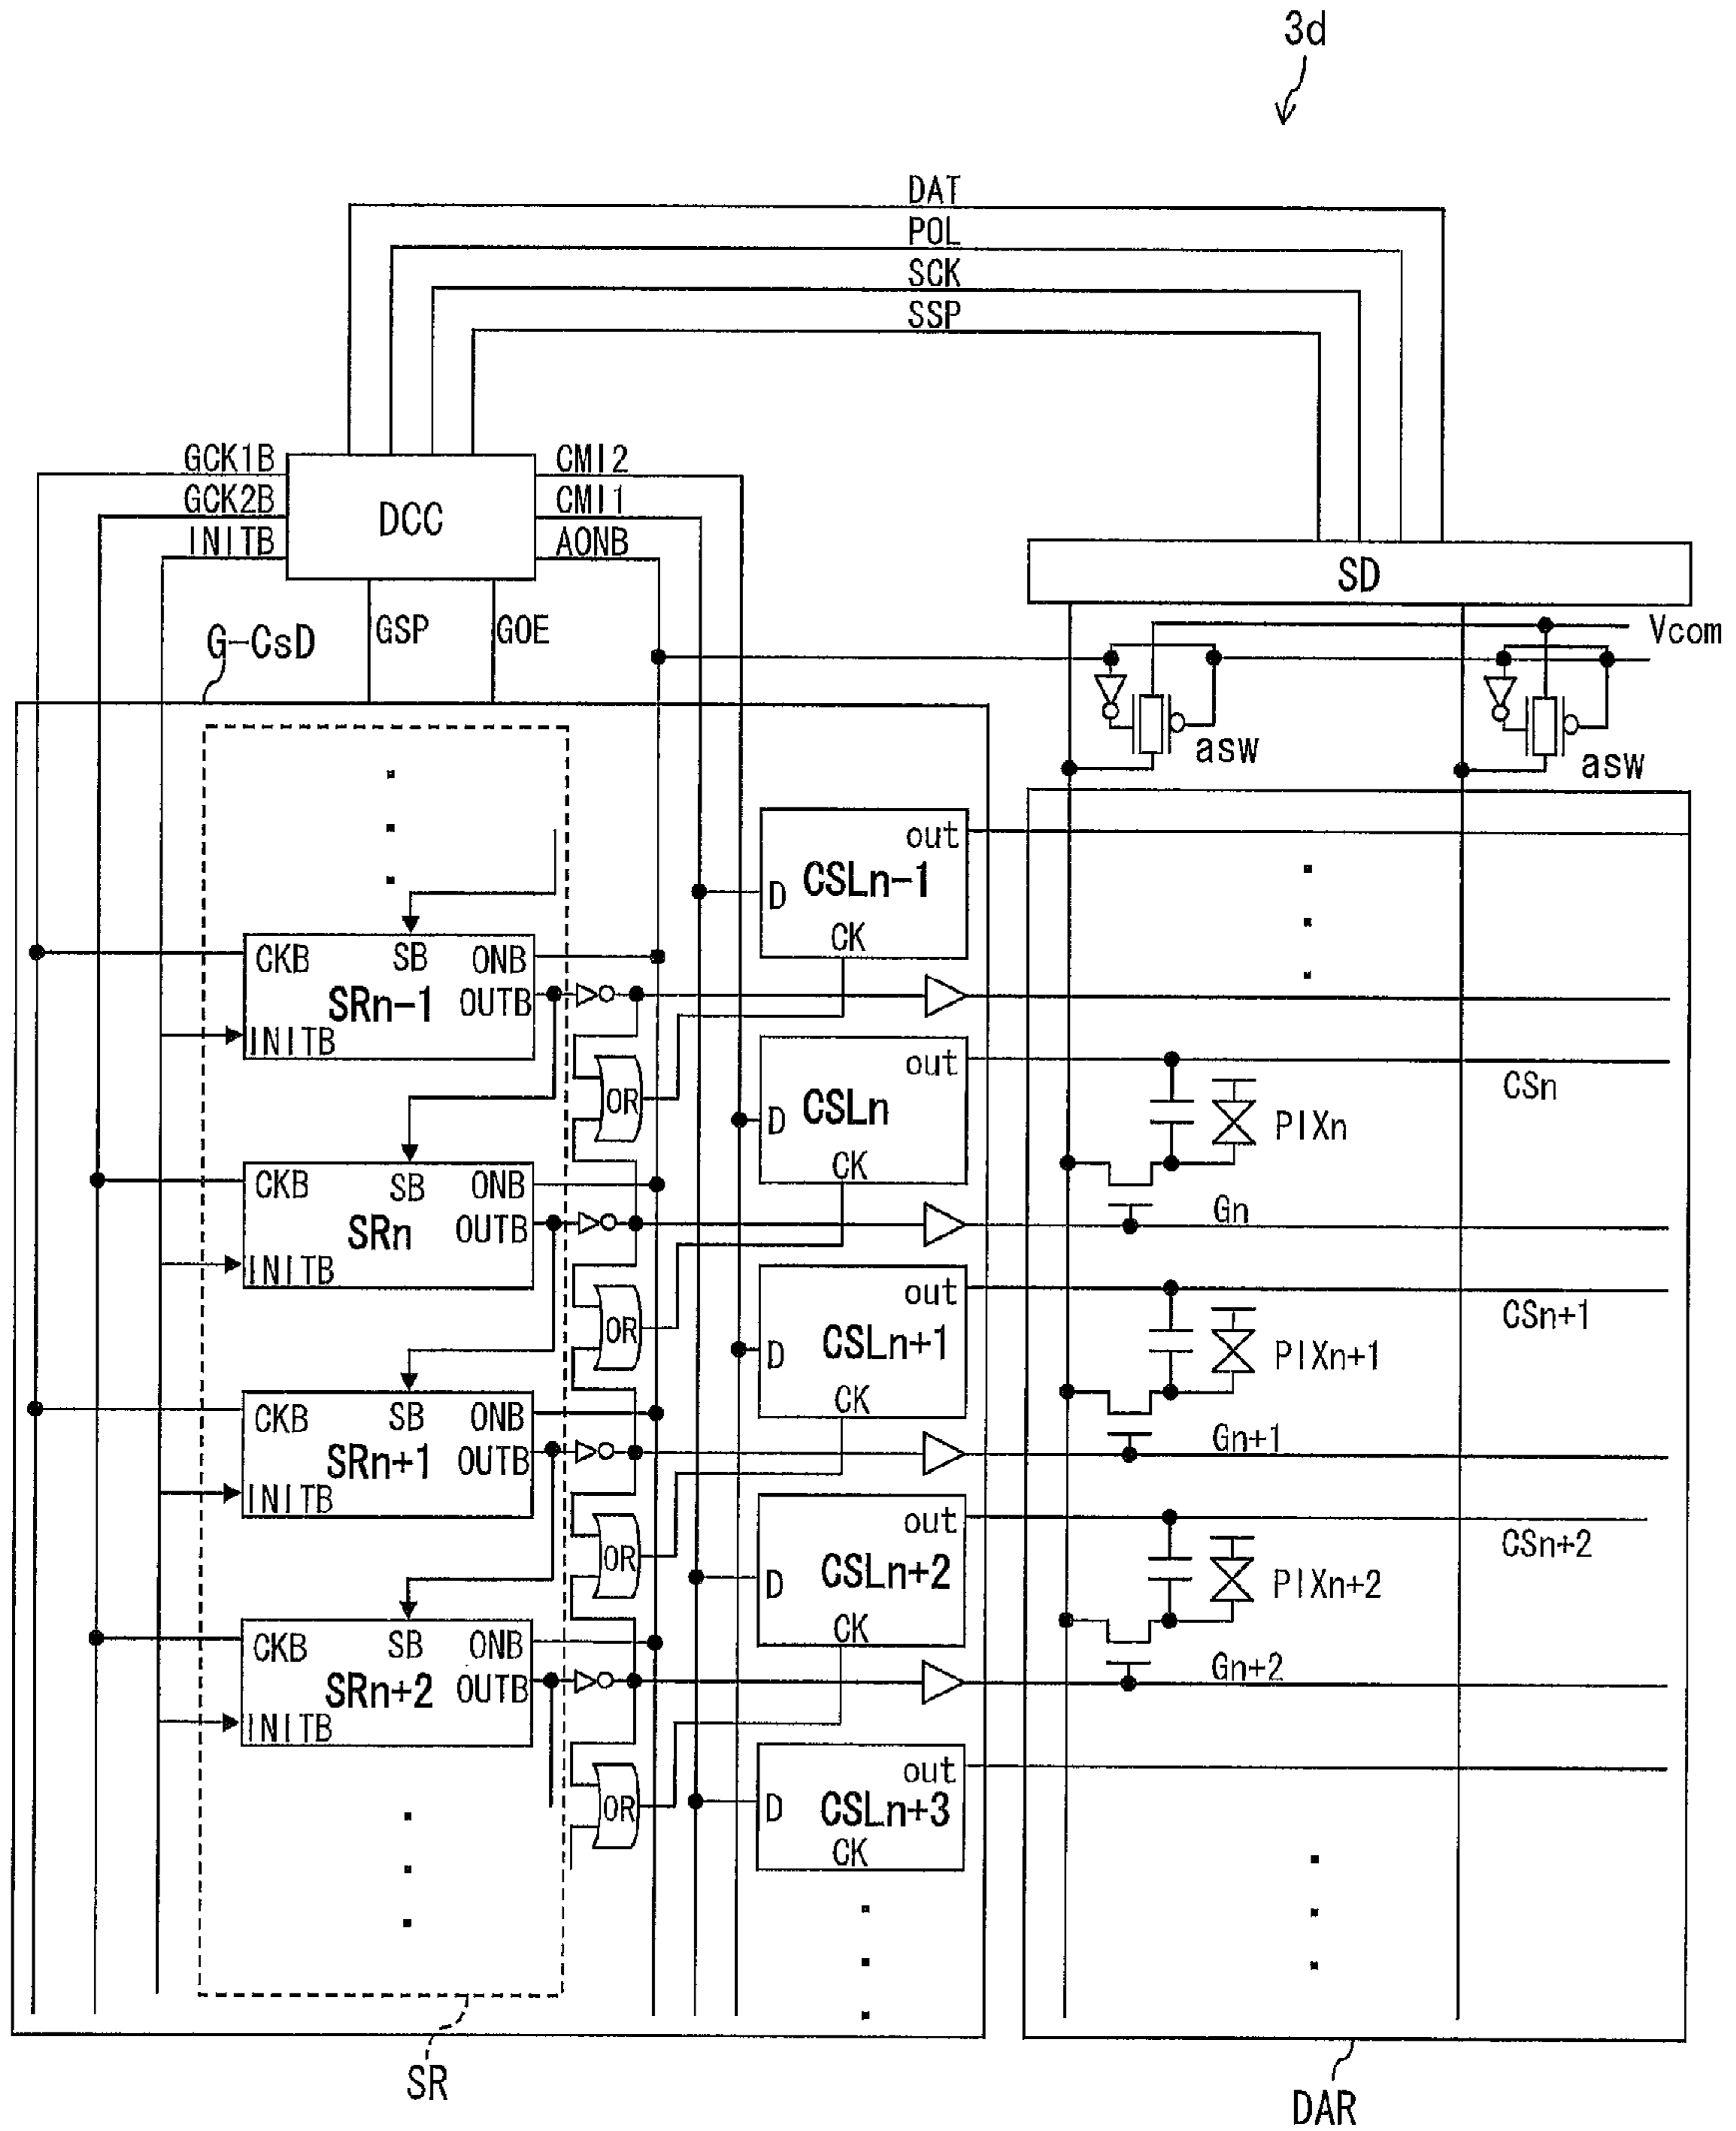 3d
DAT
POL
SCK
SSP
GCK1B
GCK2B
INITB
DCC
CMI2
CMI1
AONB
GSP
GOE
G-CsD
SD
Vcom
asw
asw
out
CSLn-1
D
CK
CKB
SB
ONB
SRn-1
OUTB
INITB
OR
out
CSLn
D
CK
CSn
PIXn
CKB
SB
ONB
SRn
OUTB
INITB
Gn
OR
out
CSLn+1
D
CK
CSn+1
PIXn+1
CKB
SB
ONB
SRn+1
OUTB
INITB
Gn+1
OR
out
CSLn+2
D
CK
CSn+2
PIXn+2
CKB
SB
ONB
SRn+2
OUTB
INITB
Gn+2
OR
out
CSLn+3
D
CK
SR
DAR